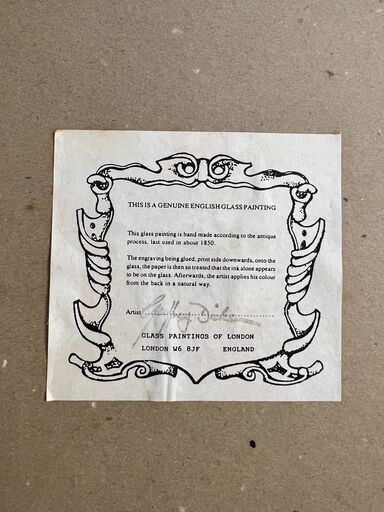 THIS IS A GENUINE ENGLISH GLASS PAINTING
This glass painting is hand made according to the antique
process, last used in about 1850.
The engraving being glued, print side downwards, onto the
glass, the paper is then so treated that the ink alone appears
to be on the glass. Afterwards, the artist applies his colour
from the back in a natural way.
Artist
GLASS PAINTINGS OF LONDON
LONDON W6 8JF ENGLAND